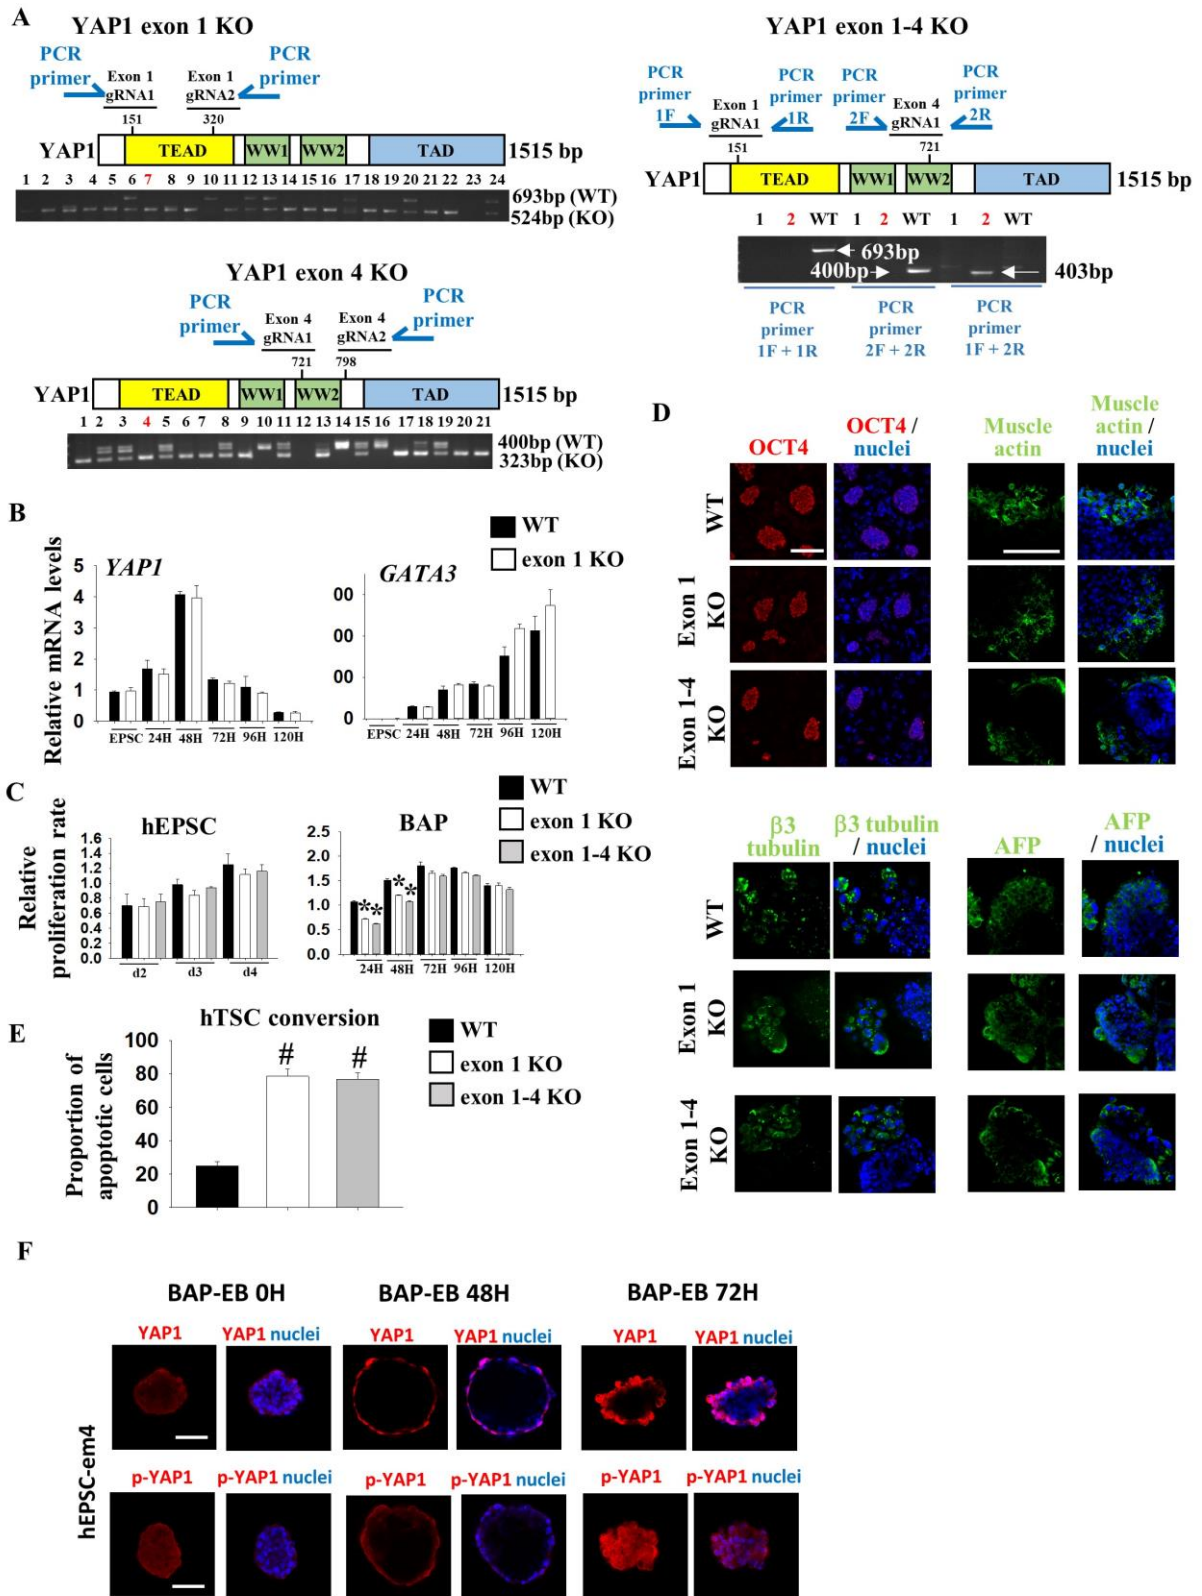 A
YAP1 exon 1 KO
PCR primer
Exon 1 gRNA1
Exon 1 gRNA2
PCR primer
151
320
YAP1 TEAD WW1 WW2 TAD 1515 bp
1 2 3 4 5 6 7 8 9 10 11 12 13 14 15 16 17 18 19 20 21 22 23 24
693bp (WT)
524bp (KO)
YAP1 exon 4 KO
PCR primer
Exon 4 gRNA1
Exon 4 gRNA2
PCR primer
721 798
YAP1 TEAD WW1 WW2 TAD 1515 bp
1 2 3 4 5 6 7 8 9 10 11 12 13 14 15 16 17 18 19 20 21
400bp (WT)
323bp (KO)
YAP1 exon 1-4 KO
PCR primer 1F
Exon 1 gRNA1
PCR primer 1R
PCR primer 2F
Exon 4 gRNA1
PCR primer 2R
151
721
YAP1 TEAD WW1 WW2 TAD 1515 bp
1 2 WT 1 2 WT 1 2 WT
693bp
400bp
403bp
PCR primer 1F + 1R
PCR primer 2F + 2R
PCR primer 1F + 2R
B
WT
exon 1 KO
Relative mRNA levels
YAP1
5
4
3
2
1
0
EPSC 24H 48H 72H 96H 120H
GATA3
00
00
00
0
EPSC 24H 48H 72H 96H 120H
C
WT
exon 1 KO
exon 1-4 KO
Relative proliferation rate
hEPSC
1.6
1.4
1.2
1.0
0.8
0.6
0.4
0.2
0.0
d2 d3 d4
BAP
2.5
2.0
1.5
1.0
0.5
0.0
* * * *
24H 48H 72H 96H 120H
D
OCT4
OCT4 / nuclei
Muscle actin
Muscle actin / nuclei
WT
Exon 1 KO
Exon 1-4 KO
β3 tubulin
β3 tubulin / nuclei
AFP
AFP / nuclei
WT
Exon 1 KO
Exon 1-4 KO
E
hTSC conversion
Proportion of apoptotic cells
100
80
60
40
20
0
# #
WT
exon 1 KO
exon 1-4 KO
F
BAP-EB 0H
BAP-EB 48H
BAP-EB 72H
YAP1 YAP1 nuclei YAP1 YAP1 nuclei YAP1 YAP1 nuclei
hEPSC-em4
p-YAP1 p-YAP1 nuclei p-YAP1 p-YAP1 nuclei p-YAP1 p-YAP1 nuclei